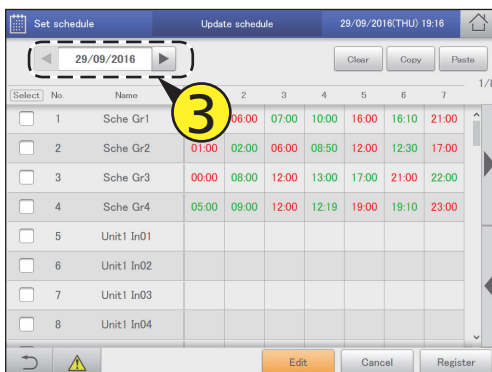 Set schedule Update schedule 29/09/2016(THU) 19:16
29/09/2016 Clear Copy Paste
1/8
Select No. Name 2 3 4 5 6 7
3
1 Sche Gr1 06:00 07:00 10:00 16:00 16:10 21:00
2 Sche Gr2 01:00 02:00 06:00 08:50 12:00 12:30 17:00
3 Sche Gr3 00:00 08:00 12:00 13:00 17:00 21:00 22:00
4 Sche Gr4 05:00 09:00 12:00 12:19 19:00 19:10 23:00
5 Unit1 In01
6 Unit1 In02
7 Unit1 In03
8 Unit1 In04
Edit Cancel Register